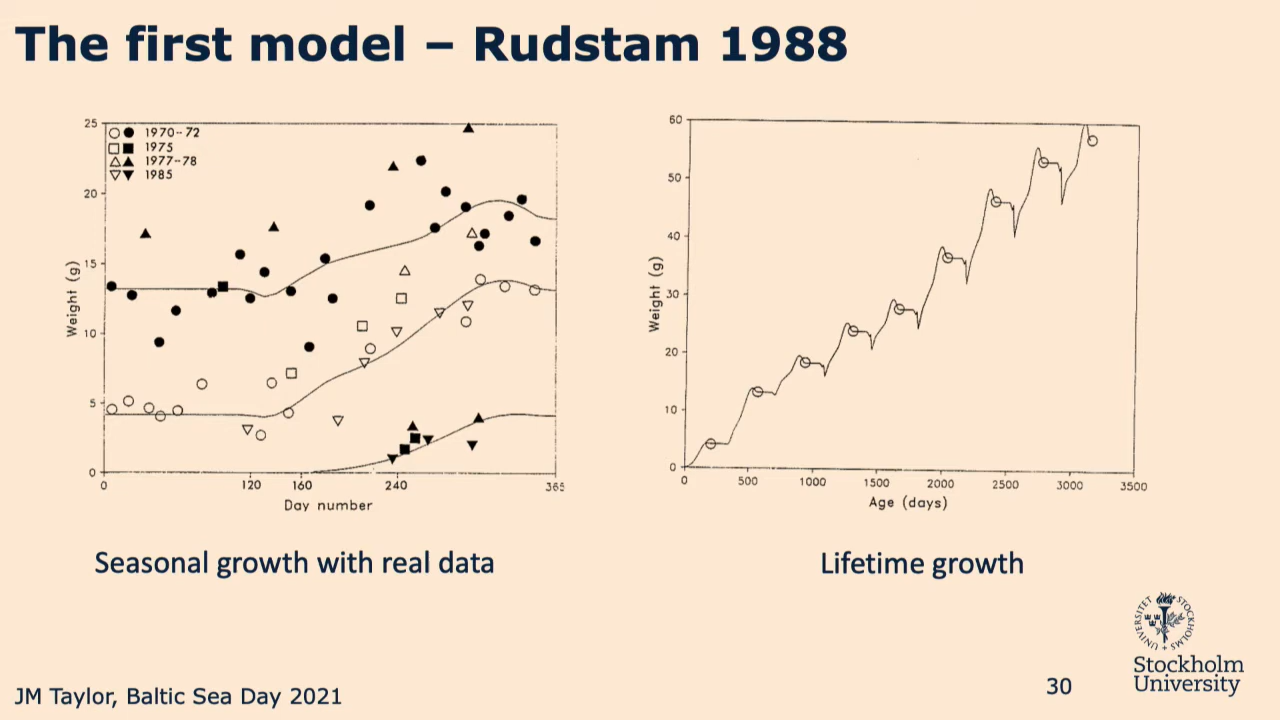 The first model – Rudstam 1988
25
20
15
10
5
0
Weight (g)
1970-72
1975
1977-78
1985
0 120 160 240 365
Day number
60
50
40
30
20
10
0
Weight (g)
0 500 1000 1500 2000 2500 3000 3500
Age (days)
Seasonal growth with real data
Lifetime growth
STOCKHOLMS UNIVERSITET
Stockholm
University
JM Taylor, Baltic Sea Day 2021
30